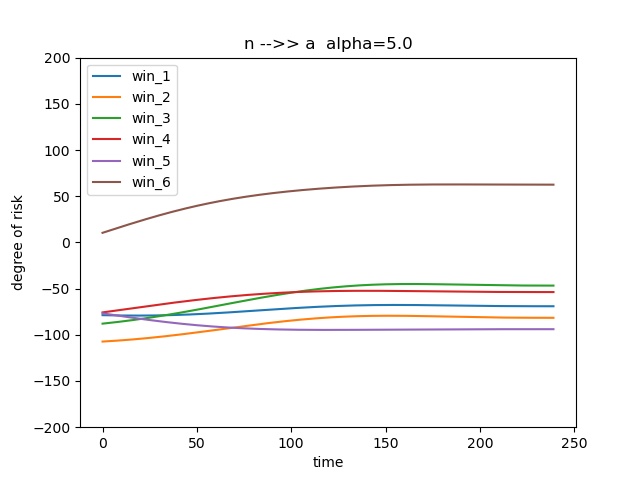 n -->> a  alpha=5.0
200
150
100
50
0
−50
−100
−150
−200
degree of risk
win_1
win_2
win_3
win_4
win_5
win_6
0 50 100 150 200 250
time